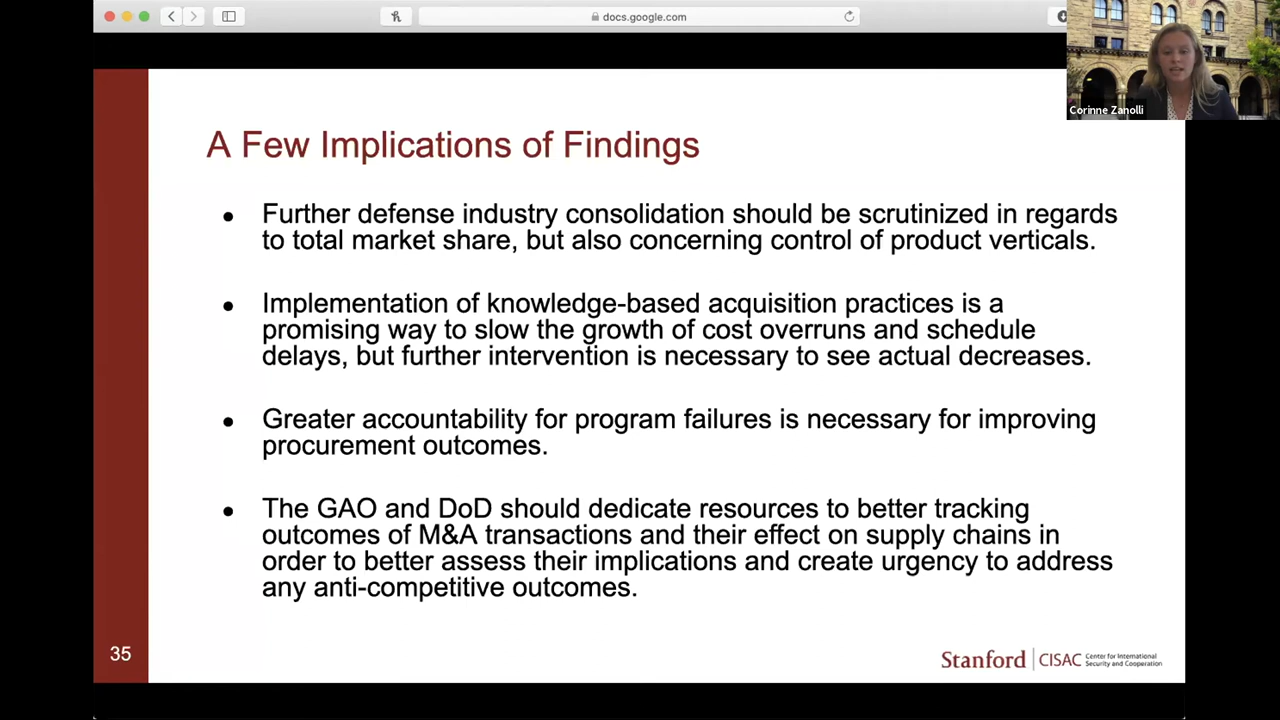 docs.google.com
Corinne Zanolli
A Few Implications of Findings
● Further defense industry consolidation should be scrutinized in regards
to total market share, but also concerning control of product verticals.
● Implementation of knowledge-based acquisition practices is a
promising way to slow the growth of cost overruns and schedule
delays, but further intervention is necessary to see actual decreases.
● Greater accountability for program failures is necessary for improving
procurement outcomes.
● The GAO and DoD should dedicate resources to better tracking
outcomes of M&A transactions and their effect on supply chains in
order to better assess their implications and create urgency to address
any anti-competitive outcomes.
35
Stanford | CISAC Center for International
Security and Cooperation